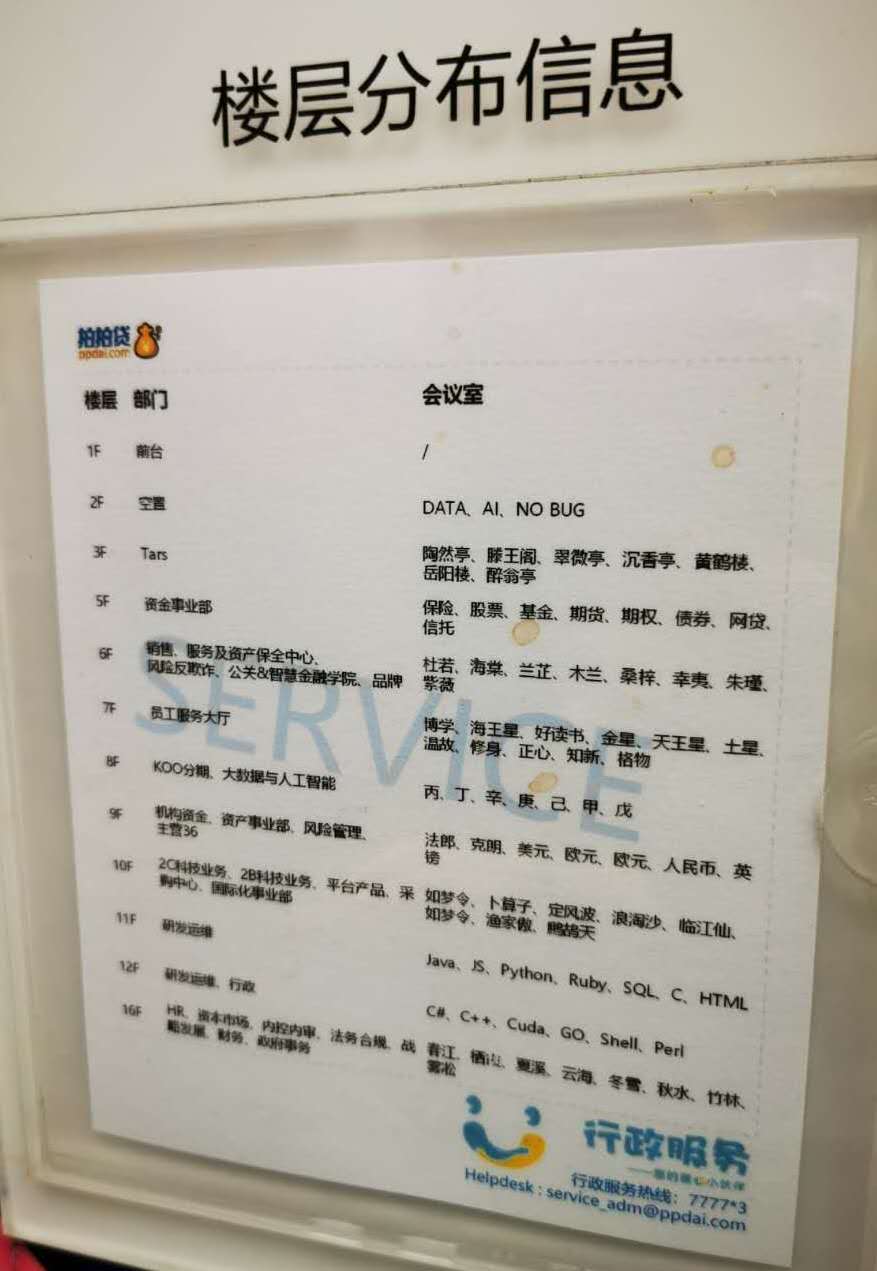 楼层分布信息
拍拍贷
ppdai.com
楼层 部门 会议室
1F 前台 /
2F 空置 DATA、AI、NO BUG
3F Tars 陶然亭、滕王阁、翠微亭、沉香亭、黄鹤楼、
岳阳楼、醉翁亭
5F 资金事业部 保险、股票、基金、期货、期权、债券、网贷、
信托
6F 销售、服务及资产保全中心、 杜若、海棠、兰芷、木兰、桑梓、幸夷、朱瑾、
风险反欺诈、公关&智慧金融学院、品牌 紫薇
7F 员工服务大厅 博学、海王星、好读书、金星、天王星、土星、
温故、修身、正心、知新、格物
8F KOO分期、大数据与人工智能 丙、丁、辛、庚、己、甲、戊
9F 机构资金、资产事业部、风险管理、 法郎、克朗、美元、欧元、欧元、人民币、英
主营36 镑
10F 2C科技业务、2B科技业务、平台产品、采 如梦令、卜算子、定风波、浪淘沙、临江仙、
购中心、国际化事业部 如梦令、渔家傲、鹧鸪天
11F 研发运维 Java、JS、Python、Ruby、SQL、C、HTML
12F 研发运维、行政 C#、C++、Cuda、GO、Shell、Perl
16F HR、资本市场、内控内审、法务合规、战 春江、夏溪、云海、冬雪、秋水、竹林、
略发展、财务、政府事务 雾凇
SERVICE
行政服务
小伙伴
行政服务热线：7777*3
Helpdesk : service_adm@ppdai.com